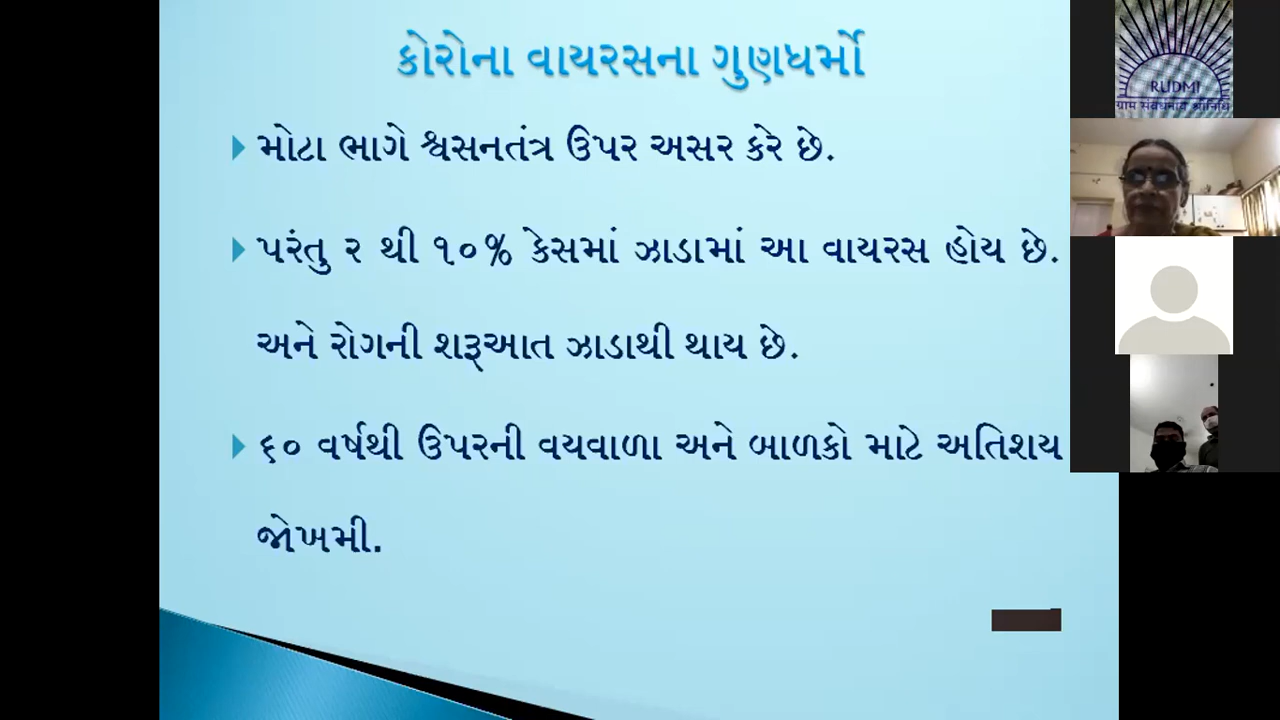 કોરોના વાયરસના ગુણધર્મો
મોટા ભાગે શ્વસનતંત્ર ઉપર અસર કરે છે.
પરંતુ ૨ થી ૧૦% કેસમાં ઝાડામાં આ વાયરસ હોય છે.
અને રોગની શરૂઆત ઝાડાથી થાય છે.
૬૦ વર્ષથી ઉપરની વયવાળા અને બાળકો માટે અતિશય
જોખમી.
RUDMI